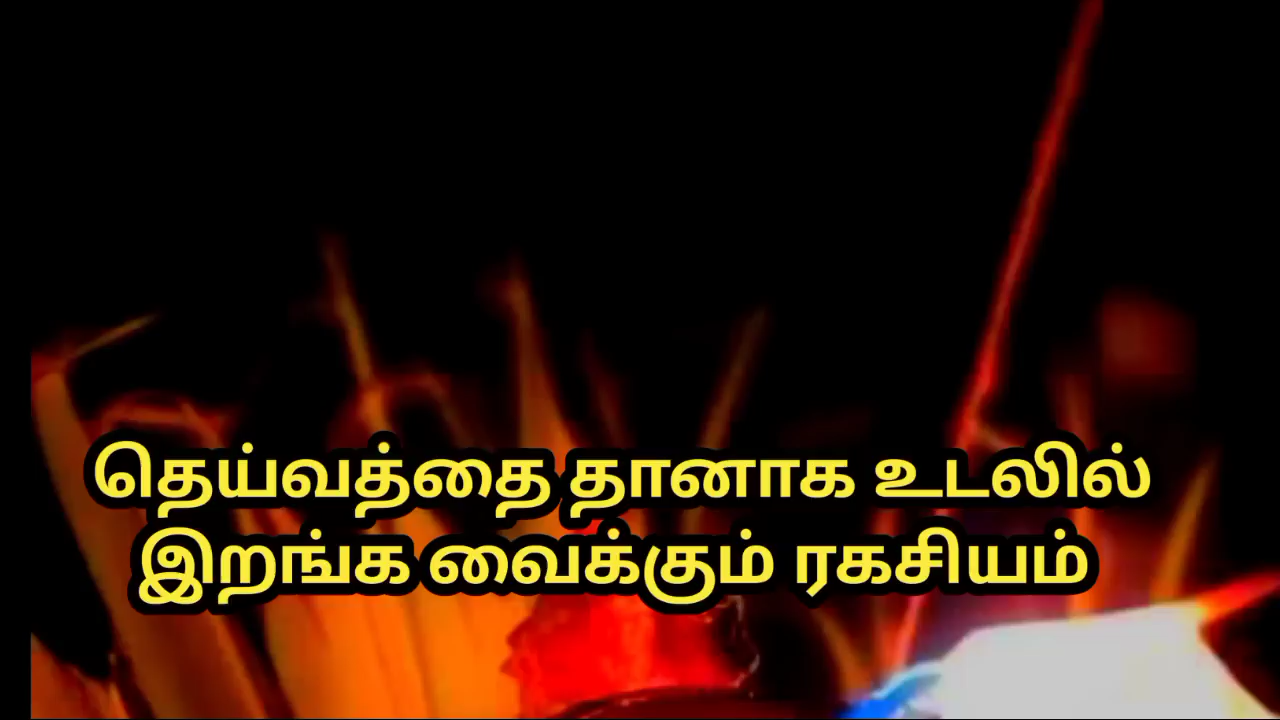 தெய்வத்தை தானாக உடலில்
இறங்க வைக்கும் ரகசியம்